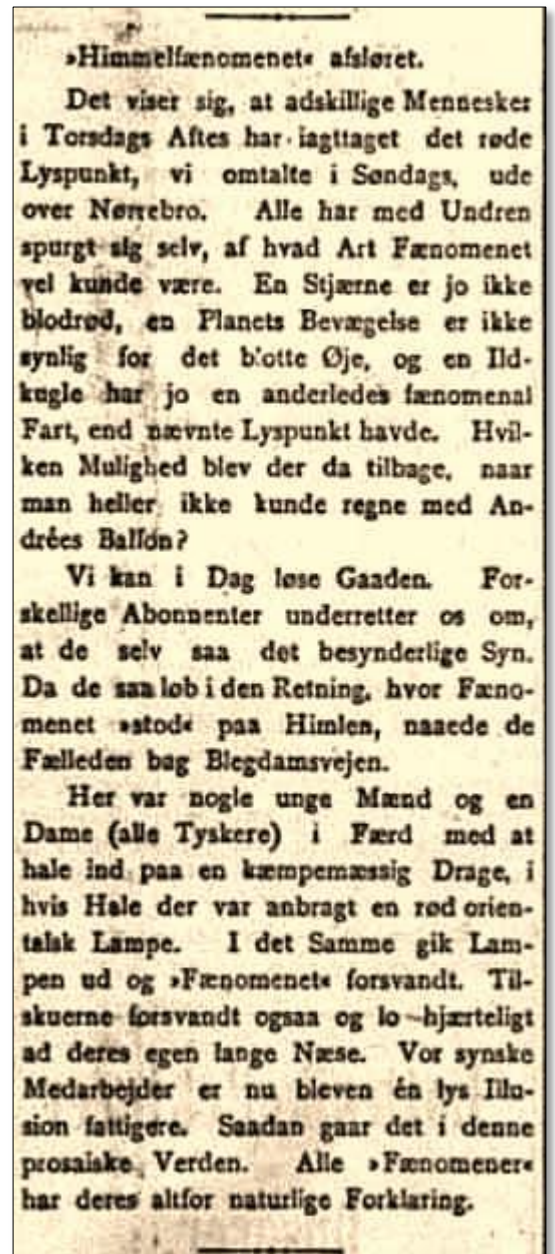 »Himmelfænomenet« afsløret.
Det viser sig, at adskillige Mennesker
i Torsdags Aftes har iagttaget det røde
Lyspunkt, vi omtalte i Søndags, ude
over Nørrebro. Alle har med Undren
spurgt sig selv, af hvad Art Fænomenet
vel kunde være. En Stjærne er jo ikke
blodrød, en Planets Bevægelse er ikke
synlig for det blotte Øje, og en Ild-
kugle har jo en anderledes fænomenal
Fart, end nævnte Lyspunkt havde. Hvil-
ken Mulighed blev der da tilbage, naar
man heller ikke kunde regne med An-
drées Ballon?
Vi kan i Dag løse Gaaden. For-
skellige Abonnenter underretter os om,
at de selv saa det besynderlige Syn.
Da de saa løb i den Retning, hvor Fæno-
menet »stod« paa Himlen, naaede de
Fælleden bag Blegdamsvejen.
Her var nogle unge Mænd og en
Dame (alle Tyskere) i Færd med at
hale ind paa en kæmpemæssig Drage, i
hvis Hale der var anbragt en rød orien-
talsk Lampe. I det Samme gik Lam-
pen ud og »Fænomenet« forsvandt. Til-
skuerne forsvandt ogsaa og lo hjærteligt
ad deres egen lange Næse. Vor synske
Medarbejder er nu bleven én lys Illu-
sion fattigere. Saadan gaar det i denne
prosaiske Verden. Alle »Fænomener«
har deres altfor naturlige Forklaring.